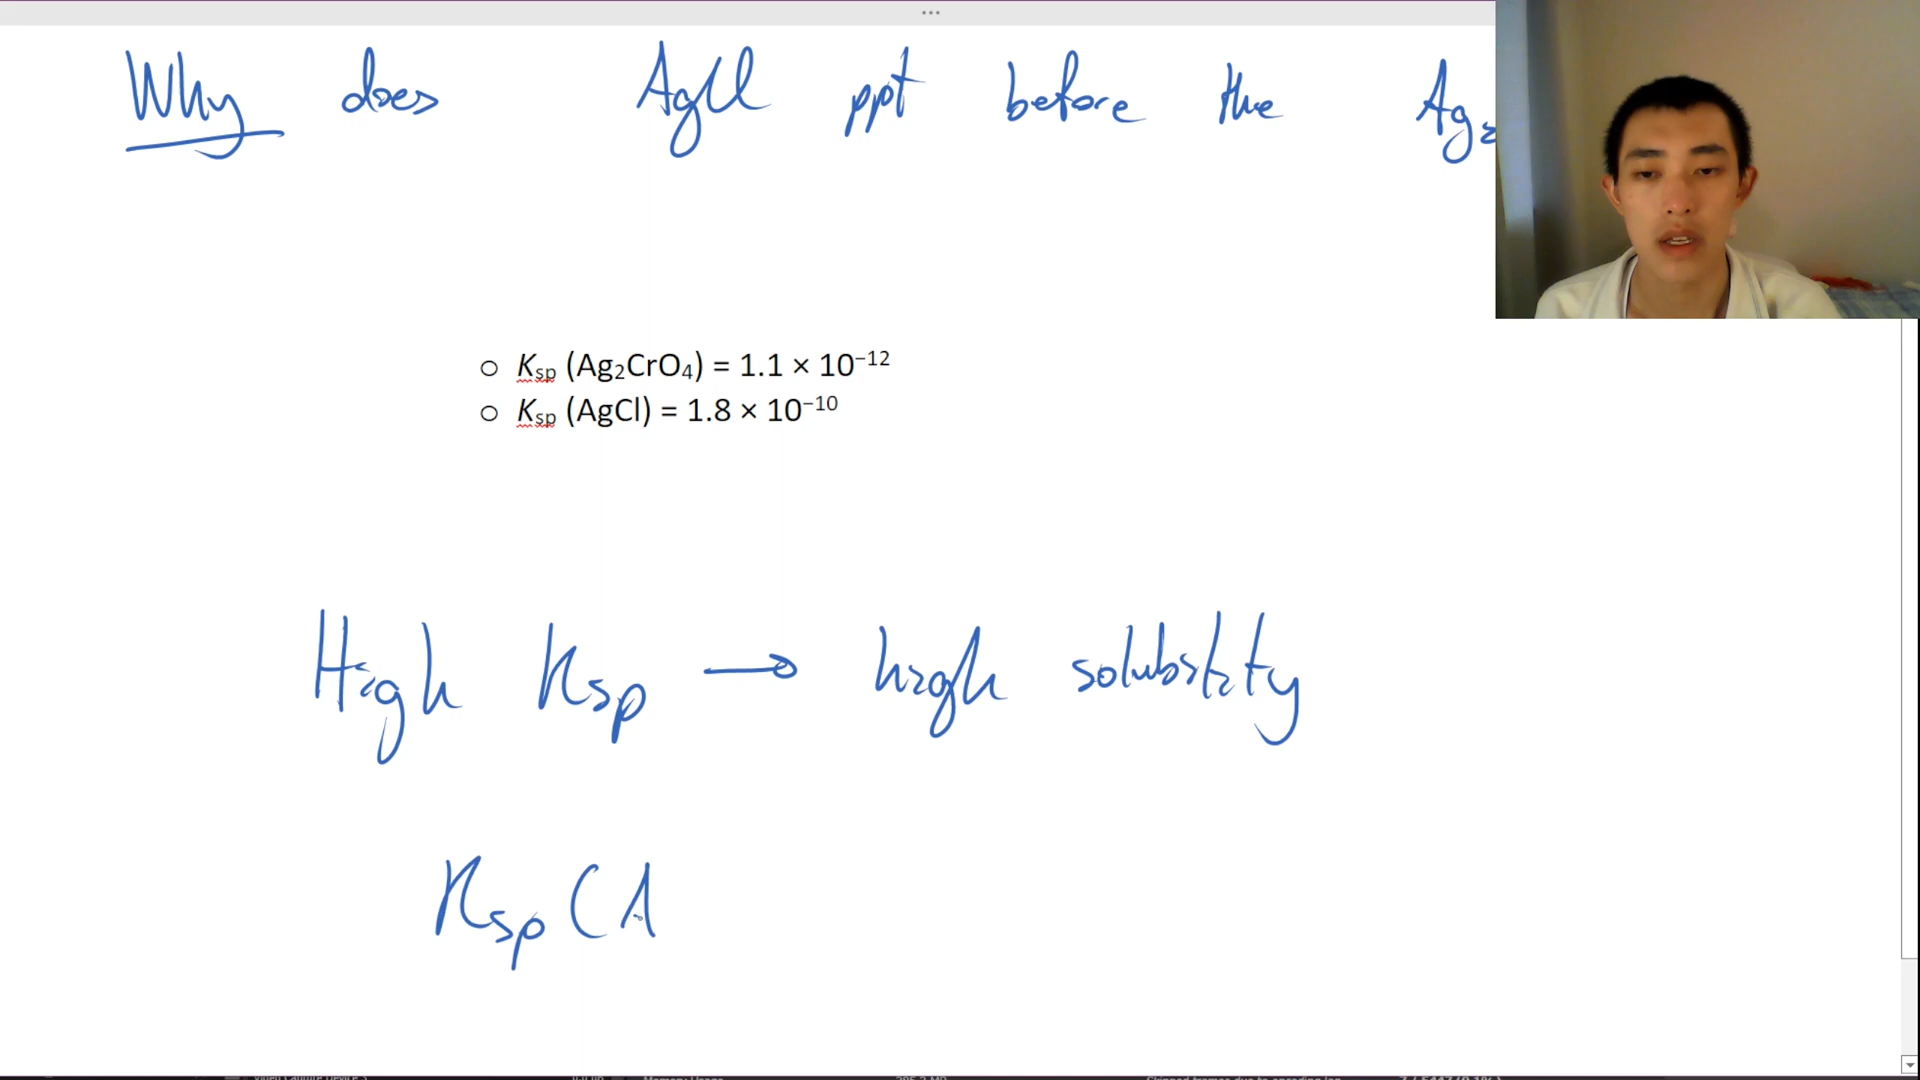 ...
Why does AgCl ppt before the Ag₂
○ Ksp (Ag₂CrO₄) = 1.1 × 10⁻¹²
○ Ksp (AgCl) = 1.8 × 10⁻¹⁰
High Ksp → high solubility
Ksp (A